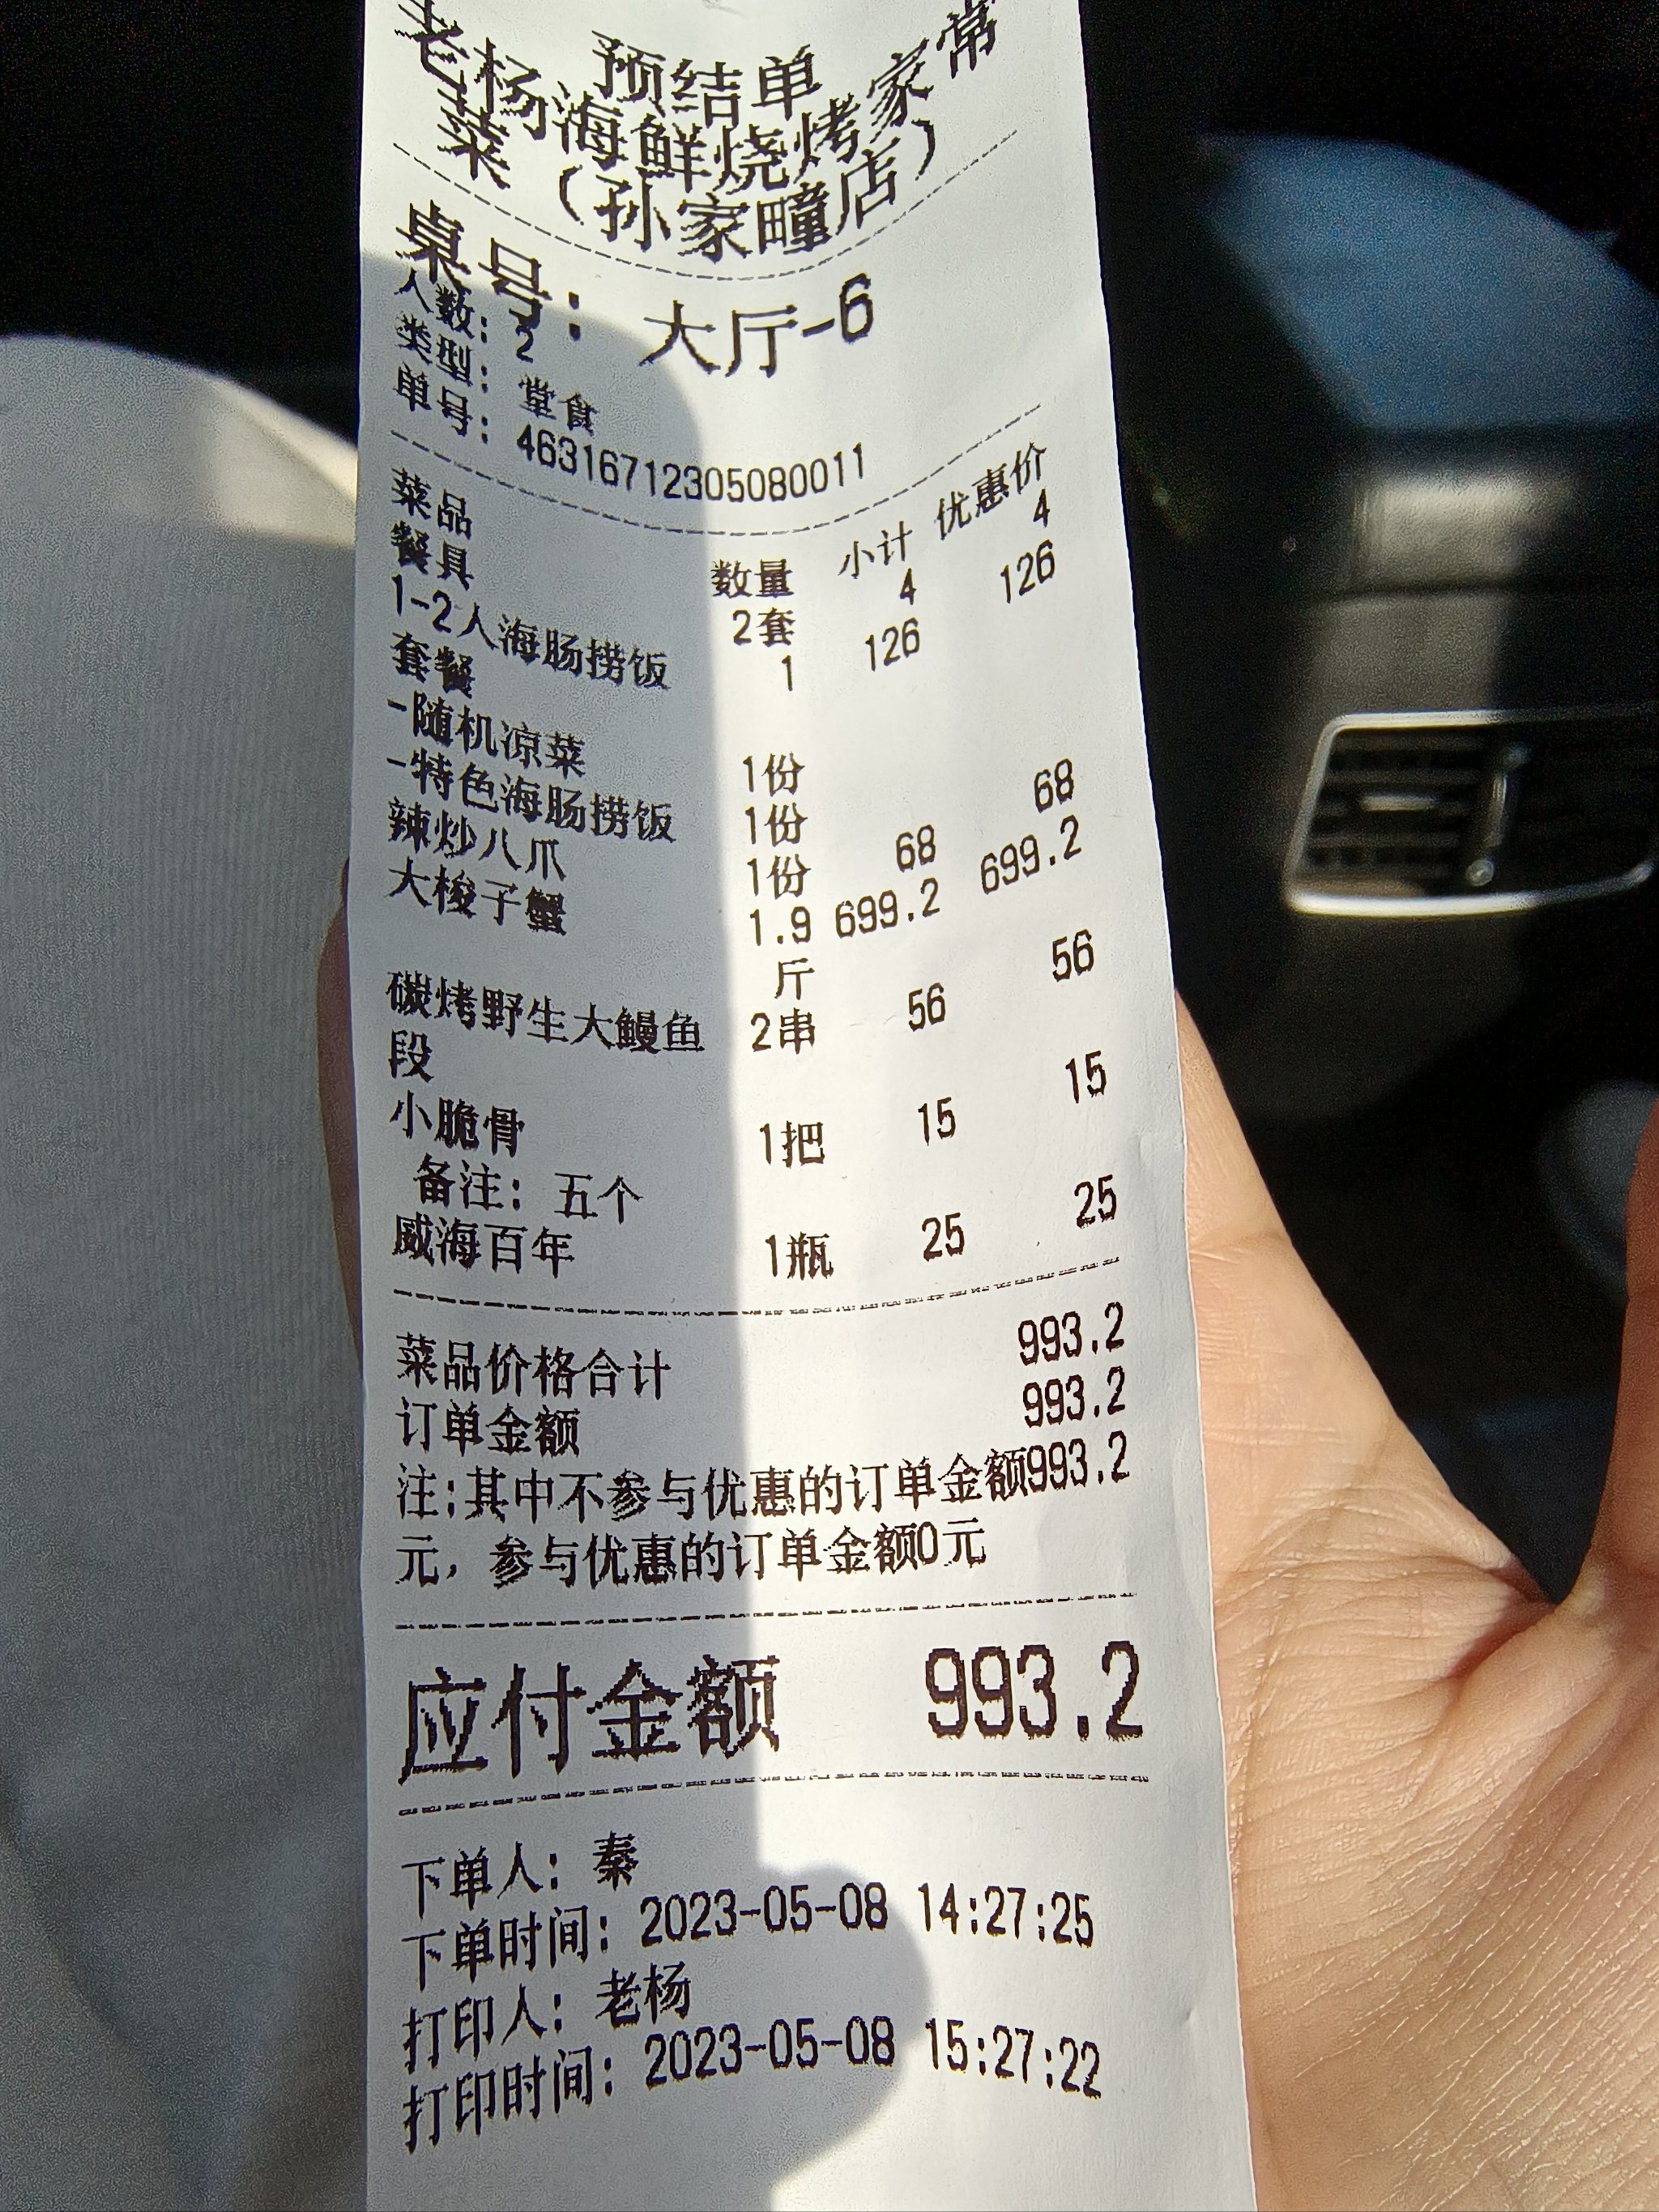 预结单
老杨海鲜烧烤家常
菜（孙家疃店）
桌号： 大厅-6
人数：2
类型：堂食
单号：46316712305080011
菜品 数量 小计 优惠价
餐具 2套 4 4
1-2人海肠捞饭 1 126 126
套餐
-随机凉菜 1份
-特色海肠捞饭 1份
辣炒八爪 1份 68 68
大梭子蟹 1.9 699.2 699.2
斤
碳烤野生大鳗鱼 2串 56 56
段
小脆骨 1把 15 15
备注：五个
威海百年 1瓶 25 25
菜品价格合计 993.2
订单金额 993.2
注:其中不参与优惠的订单金额993.2
元，参与优惠的订单金额0元
应付金额 993.2
下单人：秦
下单时间：2023-05-08 14:27:25
打印人：老杨
打印时间：2023-05-08 15:27:22